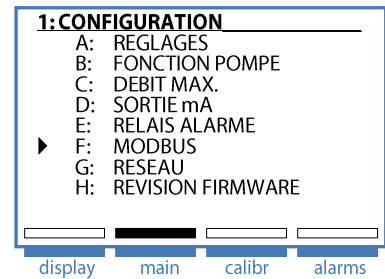 1: CONFIGURATION
A: REGLAGES
B: FONCTION POMPE
C: DEBIT MAX.
D: SORTIE mA
E: RELAIS ALARME
F: MODBUS
G: RESEAU
H: REVISION FIRMWARE
display main calibr alarms